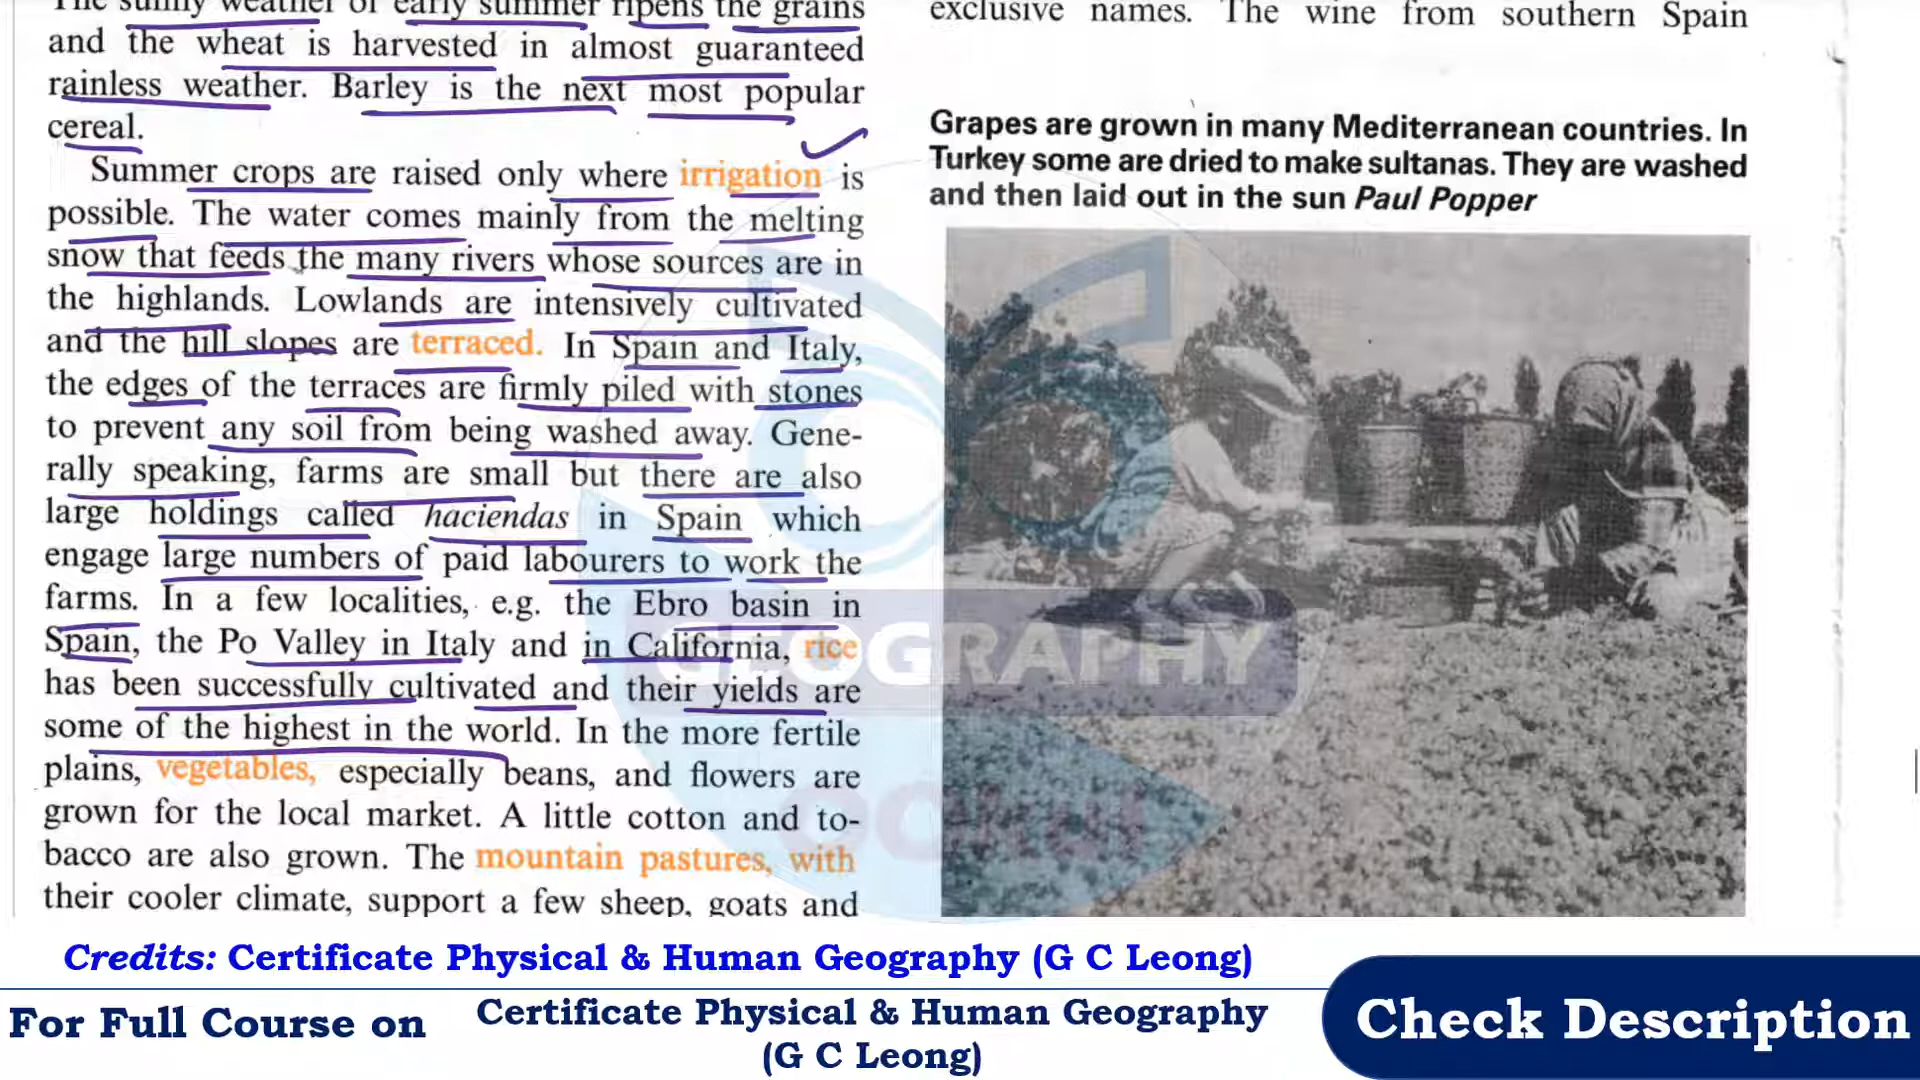 The sunny weather of early summer ripens the grains
and the wheat is harvested in almost guaranteed
rainless weather. Barley is the next most popular
cereal.
Summer crops are raised only where irrigation is
possible. The water comes mainly from the melting
snow that feeds the many rivers whose sources are in
the highlands. Lowlands are intensively cultivated
and the hill slopes are terraced. In Spain and Italy,
the edges of the terraces are firmly piled with stones
to prevent any soil from being washed away. Gene-
rally speaking, farms are small but there are also
large holdings called haciendas in Spain which
engage large numbers of paid labourers to work the
farms. In a few localities, e.g. the Ebro basin in
Spain, the Po Valley in Italy and in California, rice
has been successfully cultivated and their yields are
some of the highest in the world. In the more fertile
plains, vegetables, especially beans, and flowers are
grown for the local market. A little cotton and to-
bacco are also grown. The mountain pastures, with
their cooler climate, support a few sheep, goats and
exclusive names. The wine from southern Spain
Grapes are grown in many Mediterranean countries. In
Turkey some are dried to make sultanas. They are washed
and then laid out in the sun Paul Popper
GEOGRAPHY
Credits: Certificate Physical & Human Geography (G C Leong)
For Full Course on
Certificate Physical & Human Geography
(G C Leong)
Check Description